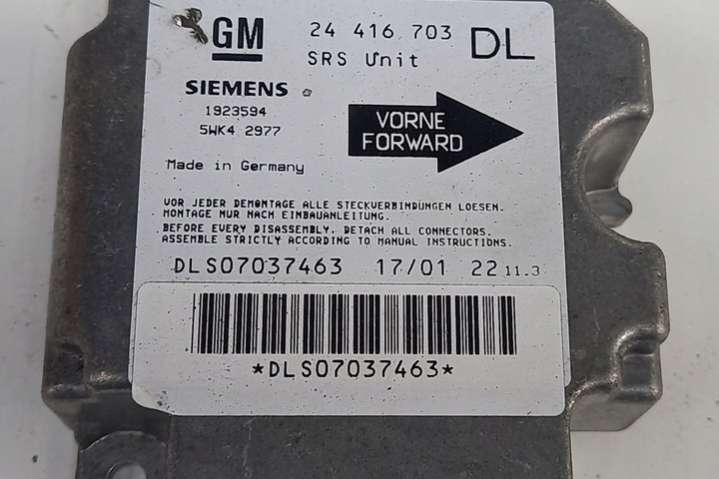 GM 24 416 703 DL
SRS Unit
SIEMENS
1923594
5WK4 2977
VORNE
FORWARD
Made in Germany
VOR JEDER DEMONTAGE ALLE STECKVERBINDUNGEN LOESEN.
MONTAGE NUR NACH EINBAUANLEITUNG.
BEFORE EVERY DISASSEMBLY, DETACH ALL CONNECTORS.
ASSEMBLE STRICTLY ACCORDING TO MANUAL INSTRUCTIONS.
DLS07037463 17/01 22 11.3
*DLS07037463*